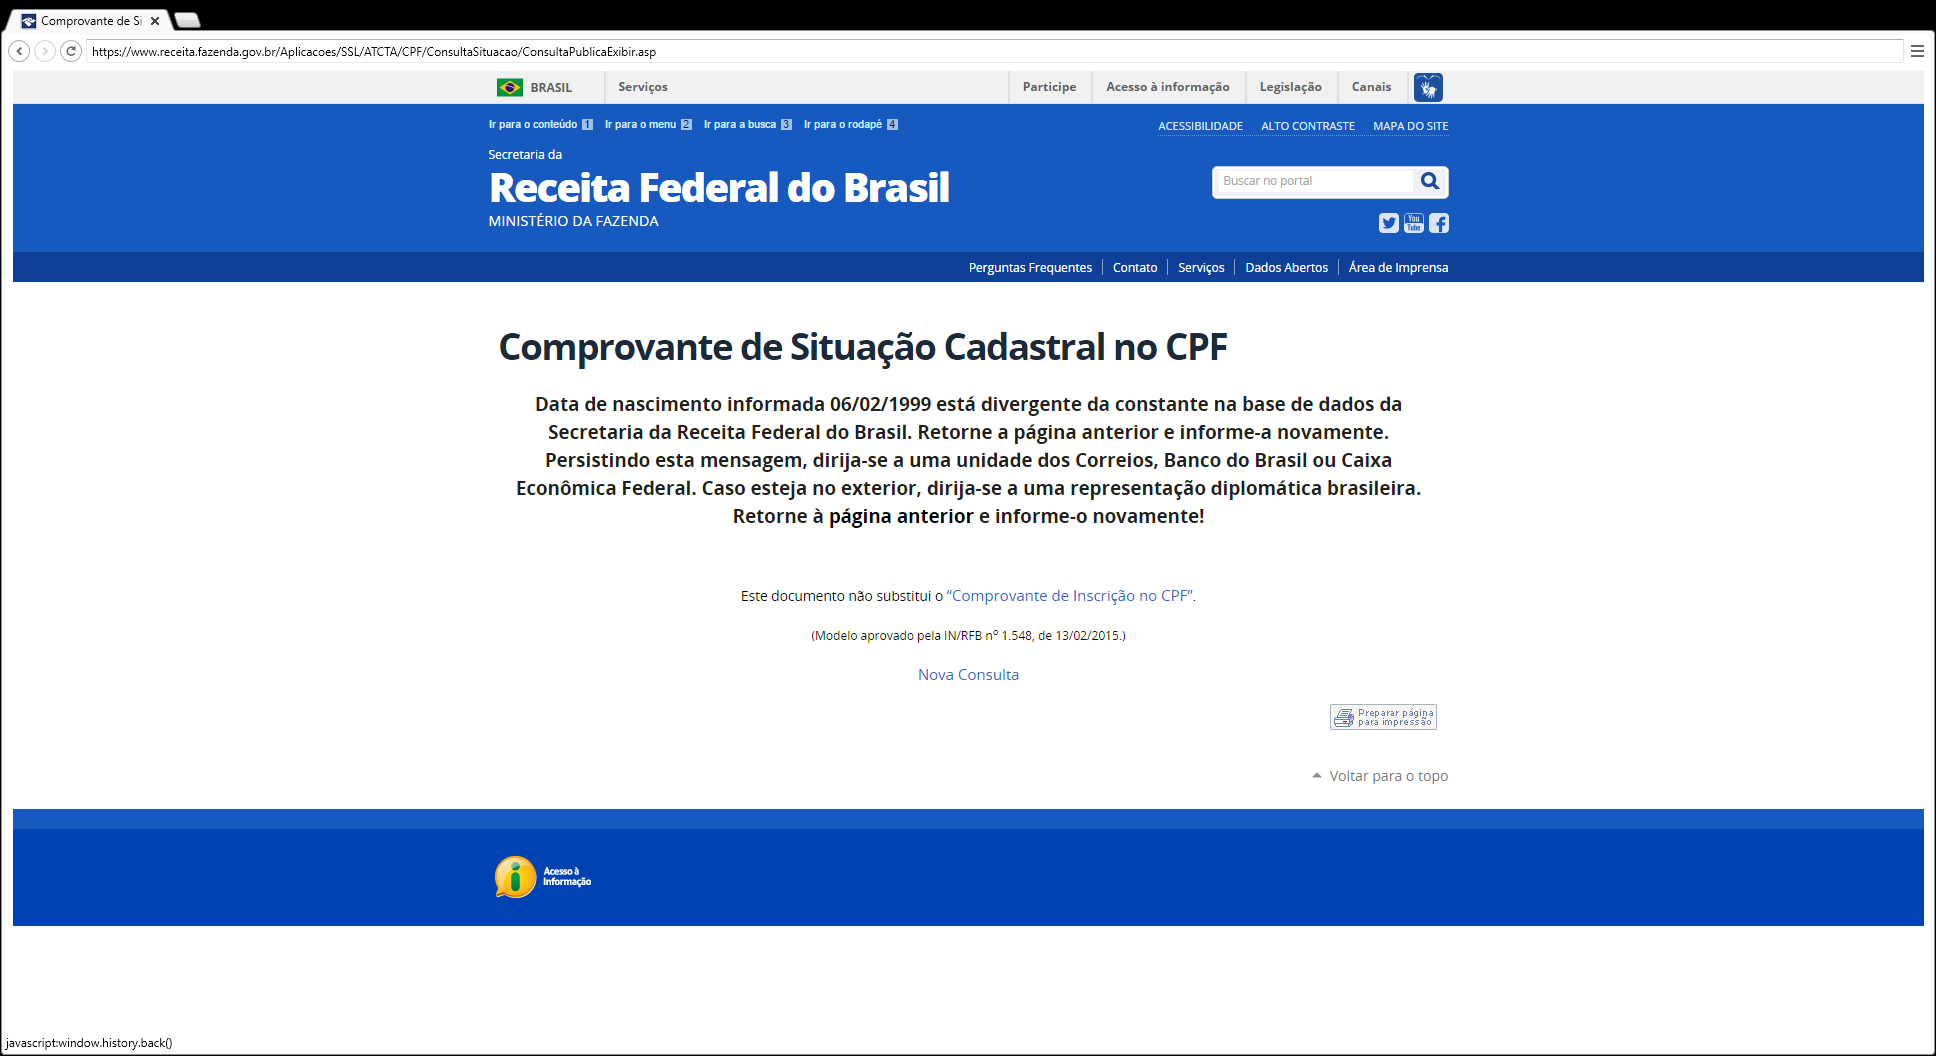 Comprovante de Si
https://www.receita.fazenda.gov.br/Aplicacoes/SSL/ATCTA/CPF/ConsultaSituacao/ConsultaPublicaExibir.asp
BRASIL Serviços Participe Acesso à informação Legislação Canais
Ir para o conteúdo 1 Ir para o menu 2 Ir para a busca 3 Ir para o rodapé 4 ACESSIBILIDADE ALTO CONTRASTE MAPA DO SITE
Secretaria da
Receita Federal do Brasil
Buscar no portal
MINISTÉRIO DA FAZENDA
You Tube
Perguntas Frequentes Contato Serviços Dados Abertos Área de Imprensa
Comprovante de Situação Cadastral no CPF
Data de nascimento informada 06/02/1999 está divergente da constante na base de dados da
Secretaria da Receita Federal do Brasil. Retorne a página anterior e informe-a novamente.
Persistindo esta mensagem, dirija-se a uma unidade dos Correios, Banco do Brasil ou Caixa
Econômica Federal. Caso esteja no exterior, dirija-se a uma representação diplomática brasileira.
Retorne à página anterior e informe-o novamente!
Este documento não substitui o “Comprovante de Inscrição no CPF”.
(Modelo aprovado pela IN/RFB nº 1.548, de 13/02/2015.)
Nova Consulta
Preparar página
para impressão
Voltar para o topo
Acesso à
Informação
javascript:window.history.back()